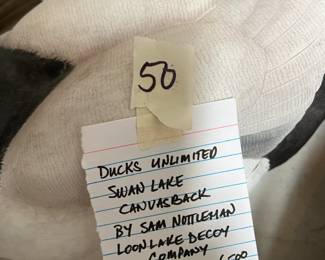 50
DUCKS UNLIMITED
SWAN LAKE
CANVASBACK
BY SAM NOTTLEMAN
LOON LAKE DECOY
COMPANY